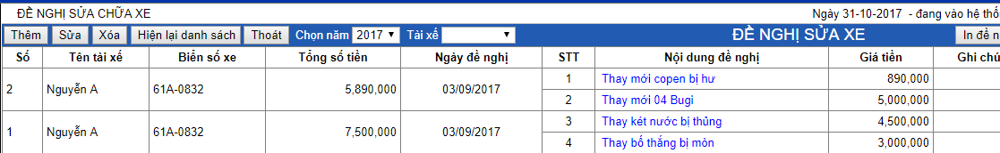 ĐỀ NGHỊ SỬA CHỮA XE Ngày 31-10-2017 - đang vào hệ thố
Thêm Sửa Xóa Hiện lại danh sách Thoát Chọn năm 2017 Tài xế ĐỀ NGHỊ SỬA XE In đề n
Số Tên tài xế Biển số xe Tổng số tiền Ngày đề nghị STT Nội dung đề nghị Giá tiền Ghi chú
2 Nguyễn A 61A-0832 5,890,000 03/09/2017
1 Thay mới copen bị hư 890,000
2 Thay mới 04 Bugi 5,000,000
1 Nguyễn A 61A-0832 7,500,000 03/09/2017
3 Thay két nước bị thủng 4,500,000
4 Thay bố thắng bị mòn 3,000,000